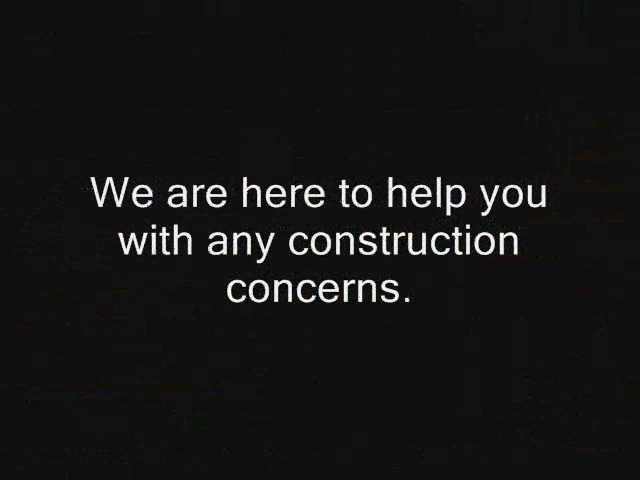 We are here to help you
with any construction
concerns.